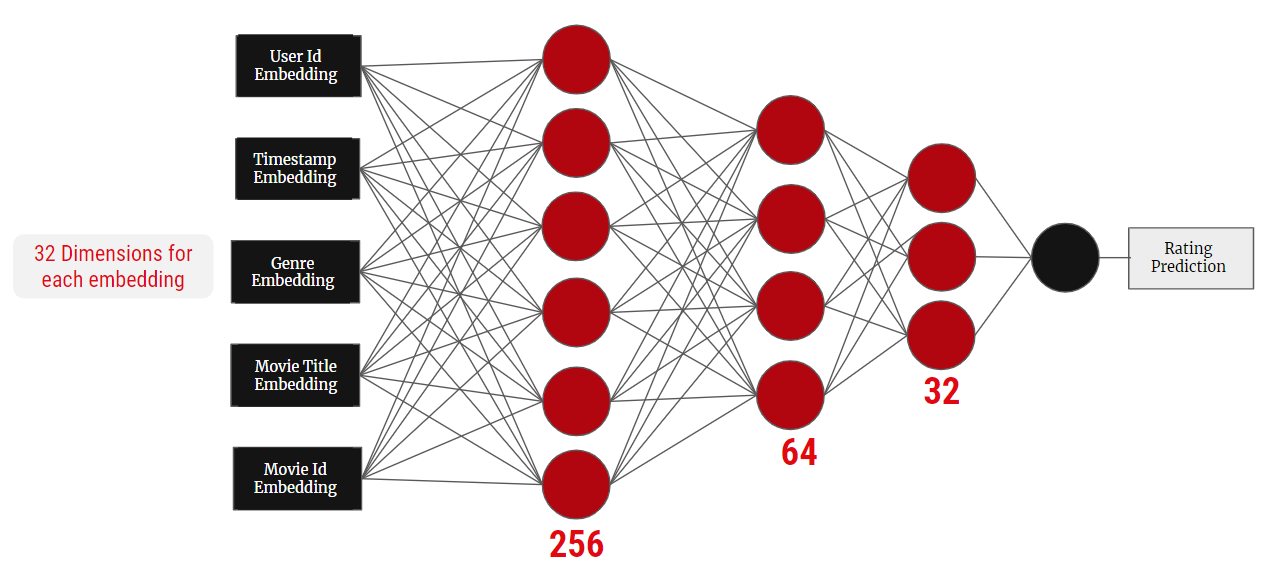 User Id
Embedding
Timestamp
Embedding
32 Dimensions for
each embedding
Genre
Embedding
Movie Title
Embedding
Movie Id
Embedding
256
64
32
Rating
Prediction